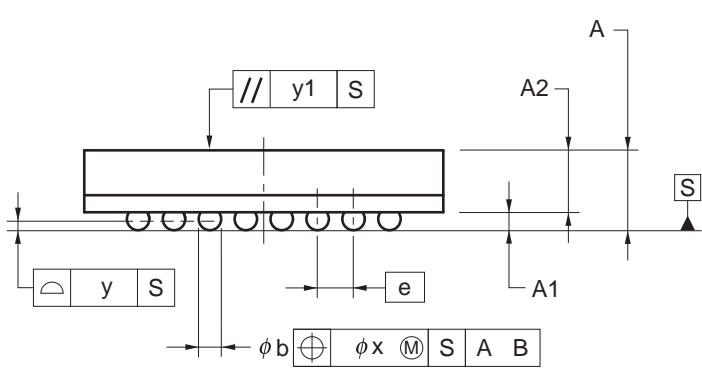 A
A2
// y1 S
S
⌓ y S
e
A1
ϕb ⌖ ϕx Ⓜ S A B